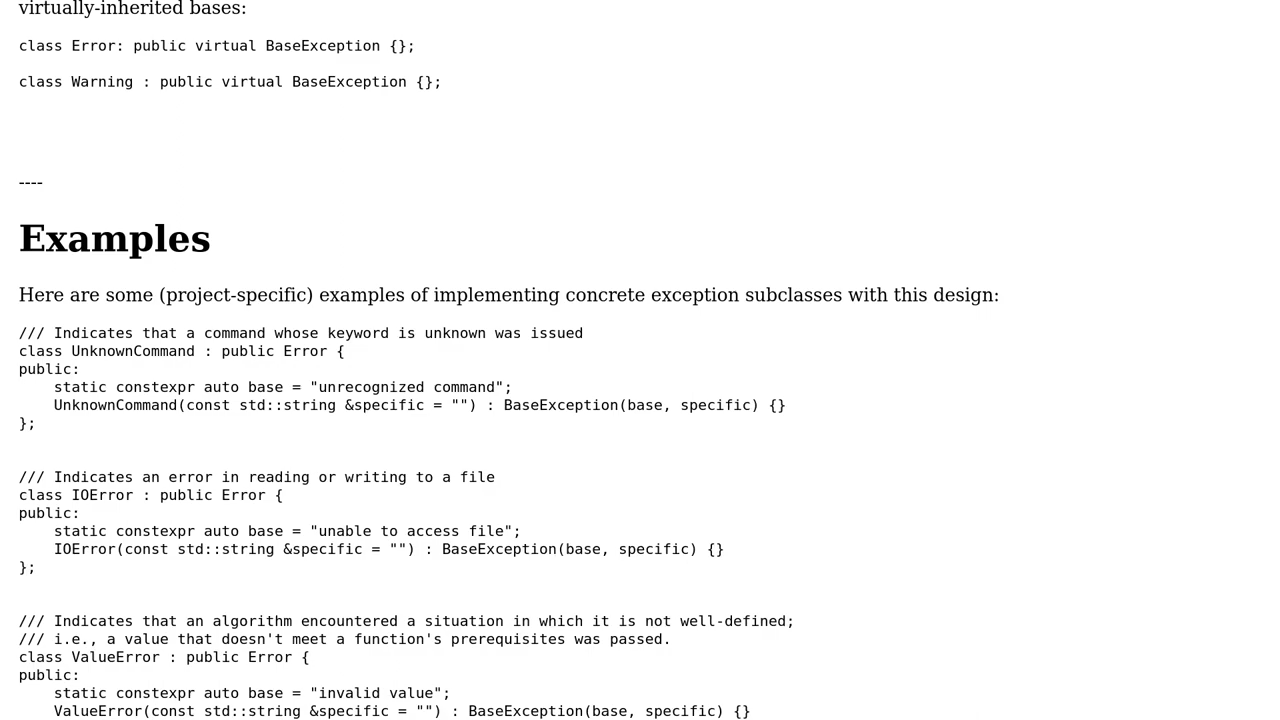 virtually-inherited bases:
class Error: public virtual BaseException {};
class Warning : public virtual BaseException {};
----
Examples
Here are some (project-specific) examples of implementing concrete exception subclasses with this design:
/// Indicates that a command whose keyword is unknown was issued
class UnknownCommand : public Error {
public:
    static constexpr auto base = "unrecognized command";
    UnknownCommand(const std::string &specific = "") : BaseException(base, specific) {}
};
/// Indicates an error in reading or writing to a file
class IOError : public Error {
public:
    static constexpr auto base = "unable to access file";
    IOError(const std::string &specific = "") : BaseException(base, specific) {}
};
/// Indicates that an algorithm encountered a situation in which it is not well-defined;
/// i.e., a value that doesn't meet a function's prerequisites was passed.
class ValueError : public Error {
public:
    static constexpr auto base = "invalid value";
    ValueError(const std::string &specific = "") : BaseException(base, specific) {}